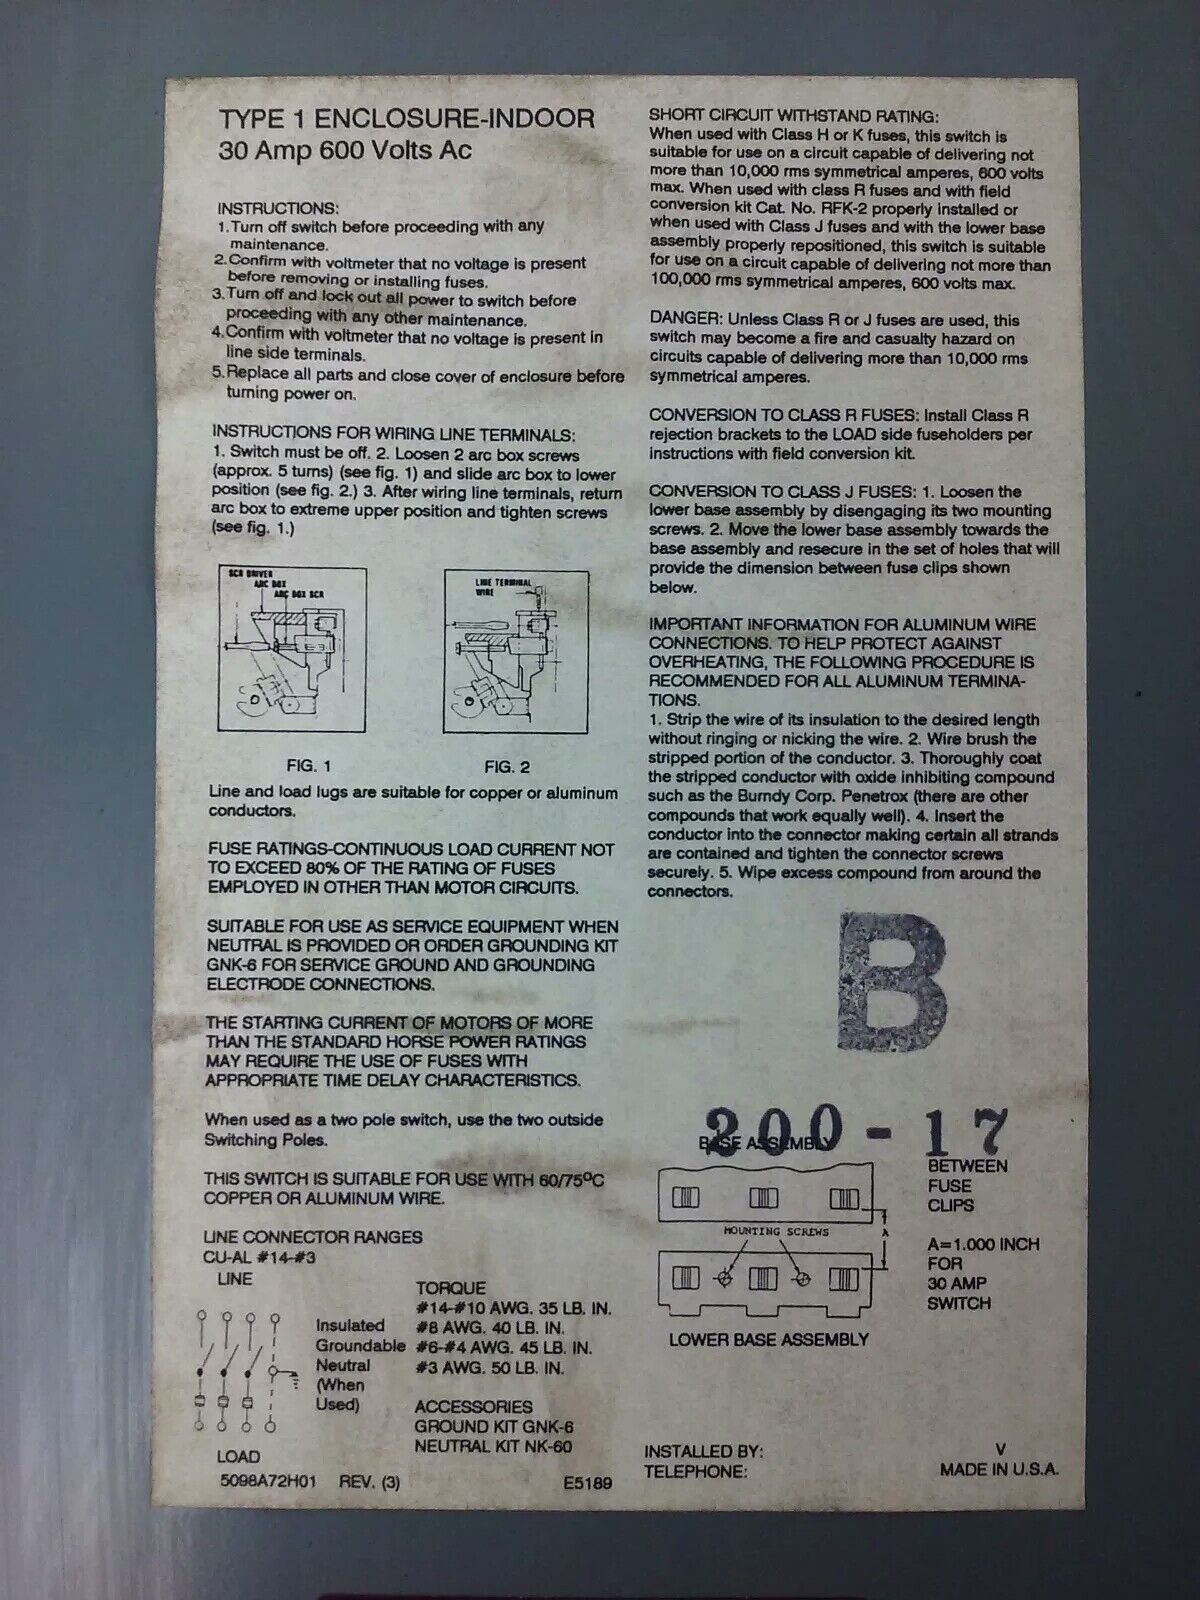 TYPE 1 ENCLOSURE-INDOOR
30 Amp 600 Volts Ac
INSTRUCTIONS:
1. Turn off switch before proceeding with any
maintenance.
2. Confirm with voltmeter that no voltage is present
before removing or installing fuses.
3. Turn off and lock out all power to switch before
proceeding with any other maintenance.
4. Confirm with voltmeter that no voltage is present in
line side terminals.
5. Replace all parts and close cover of enclosure before
turning power on.
INSTRUCTIONS FOR WIRING LINE TERMINALS:
1. Switch must be off. 2. Loosen 2 arc box screws
(approx. 5 turns) (see fig. 1) and slide arc box to lower
position (see fig. 2.) 3. After wiring line terminals, return
arc box to extreme upper position and tighten screws
(see fig. 1.)
SCR DRIVER
ARC BOX
ARC BOX SCR
LINE TERMINAL
WIRE
FIG. 1
FIG. 2
Line and load lugs are suitable for copper or aluminum
conductors.
FUSE RATINGS-CONTINUOUS LOAD CURRENT NOT
TO EXCEED 80% OF THE RATING OF FUSES
EMPLOYED IN OTHER THAN MOTOR CIRCUITS.
SUITABLE FOR USE AS SERVICE EQUIPMENT WHEN
NEUTRAL IS PROVIDED OR ORDER GROUNDING KIT
GNK-6 FOR SERVICE GROUND AND GROUNDING
ELECTRODE CONNECTIONS.
THE STARTING CURRENT OF MOTORS OF MORE
THAN THE STANDARD HORSE POWER RATINGS
MAY REQUIRE THE USE OF FUSES WITH
APPROPRIATE TIME DELAY CHARACTERISTICS.
When used as a two pole switch, use the two outside
Switching Poles.
THIS SWITCH IS SUITABLE FOR USE WITH 60/75°C
COPPER OR ALUMINUM WIRE.
LINE CONNECTOR RANGES
CU-AL #14-#3
LINE
Insulated
Groundable
Neutral
(When
Used)
LOAD
TORQUE
#14-#10 AWG. 35 LB. IN.
#8 AWG. 40 LB. IN.
#6-#4 AWG. 45 LB. IN.
#3 AWG. 50 LB. IN.
ACCESSORIES
GROUND KIT GNK-6
NEUTRAL KIT NK-60
5098A72H01 REV. (3)
E5189
SHORT CIRCUIT WITHSTAND RATING:
When used with Class H or K fuses, this switch is
suitable for use on a circuit capable of delivering not
more than 10,000 rms symmetrical amperes, 600 volts
max. When used with class R fuses and with field
conversion kit Cat. No. RFK-2 properly installed or
when used with Class J fuses and with the lower base
assembly properly repositioned, this switch is suitable
for use on a circuit capable of delivering not more than
100,000 rms symmetrical amperes, 600 volts max.
DANGER: Unless Class R or J fuses are used, this
switch may become a fire and casualty hazard on
circuits capable of delivering more than 10,000 rms
symmetrical amperes.
CONVERSION TO CLASS R FUSES: Install Class R
rejection brackets to the LOAD side fuseholders per
instructions with field conversion kit.
CONVERSION TO CLASS J FUSES: 1. Loosen the
lower base assembly by disengaging its two mounting
screws. 2. Move the lower base assembly towards the
base assembly and resecure in the set of holes that will
provide the dimension between fuse clips shown
below.
IMPORTANT INFORMATION FOR ALUMINUM WIRE
CONNECTIONS. TO HELP PROTECT AGAINST
OVERHEATING, THE FOLLOWING PROCEDURE IS
RECOMMENDED FOR ALL ALUMINUM TERMINA-
TIONS.
1. Strip the wire of its insulation to the desired length
without ringing or nicking the wire. 2. Wire brush the
stripped portion of the conductor. 3. Thoroughly coat
the stripped conductor with oxide inhibiting compound
such as the Burndy Corp. Penetrox (there are other
compounds that work equally well). 4. Insert the
conductor into the connector making certain all strands
are contained and tighten the connector screws
securely. 5. Wipe excess compound from around the
connectors.
B
200-17
BASE ASSEMBLY
MOUNTING SCREWS
A
LOWER BASE ASSEMBLY
BETWEEN
FUSE
CLIPS
A=1.000 INCH
FOR
30 AMP
SWITCH
INSTALLED BY:
TELEPHONE:
V
MADE IN U.S.A.